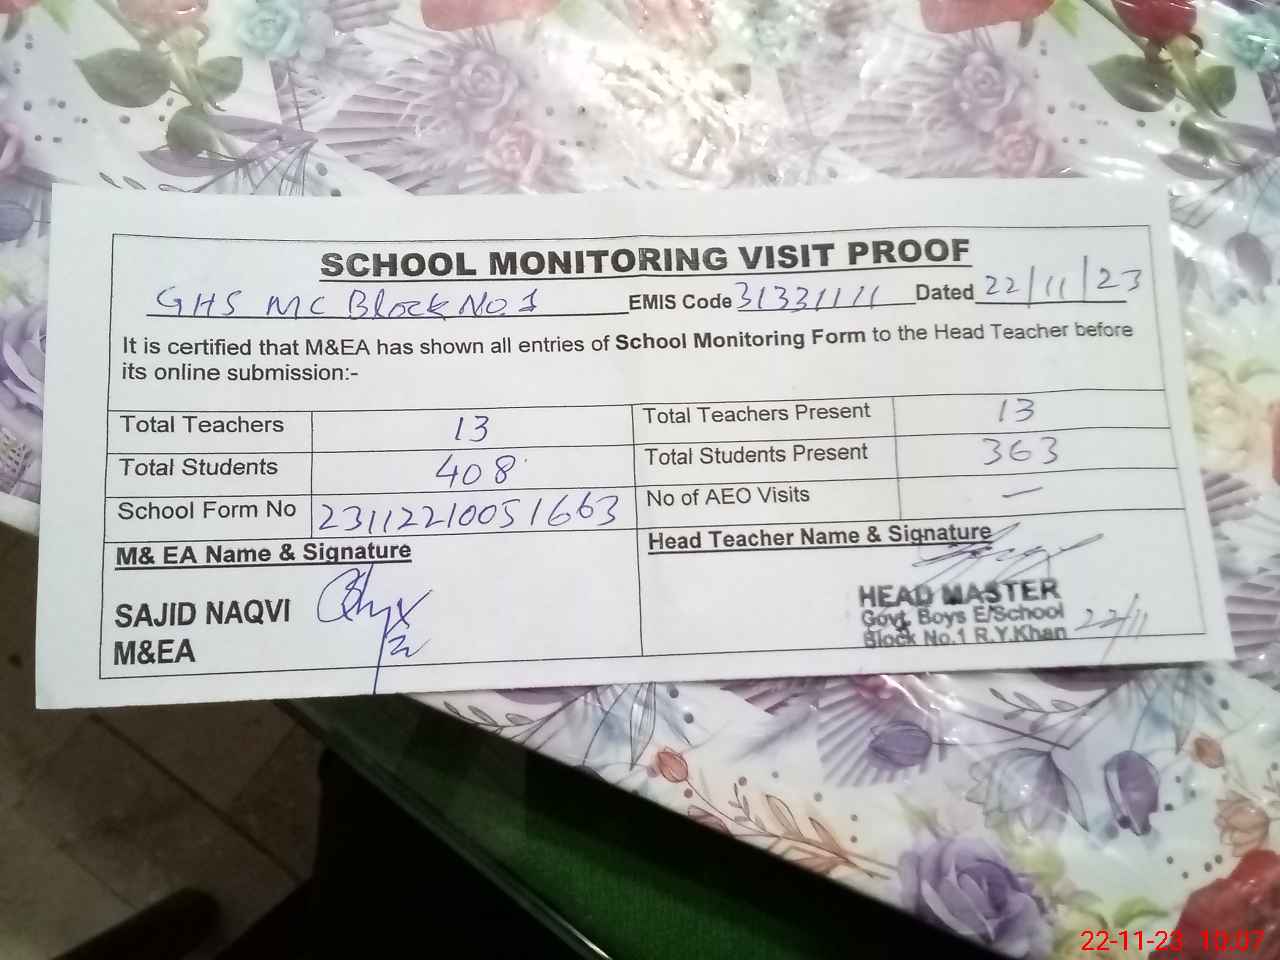 SCHOOL MONITORING VISIT PROOF
GHS MC Block No. 1 EMIS Code 31331111 Dated 22/11/23
It is certified that M&EA has shown all entries of School Monitoring Form to the Head Teacher before
its online submission:-
Total Teachers 13 Total Teachers Present 13
Total Students 408 Total Students Present 363
School Form No 23112210051663 No of AEO Visits —
M& EA Name & Signature Head Teacher Name & Signature
SAJID NAQVI
M&EA
HEAD MASTER
Govt. Boys E/School
Block No.1 R.Y.Khan 22/11
22-11-23 10:07